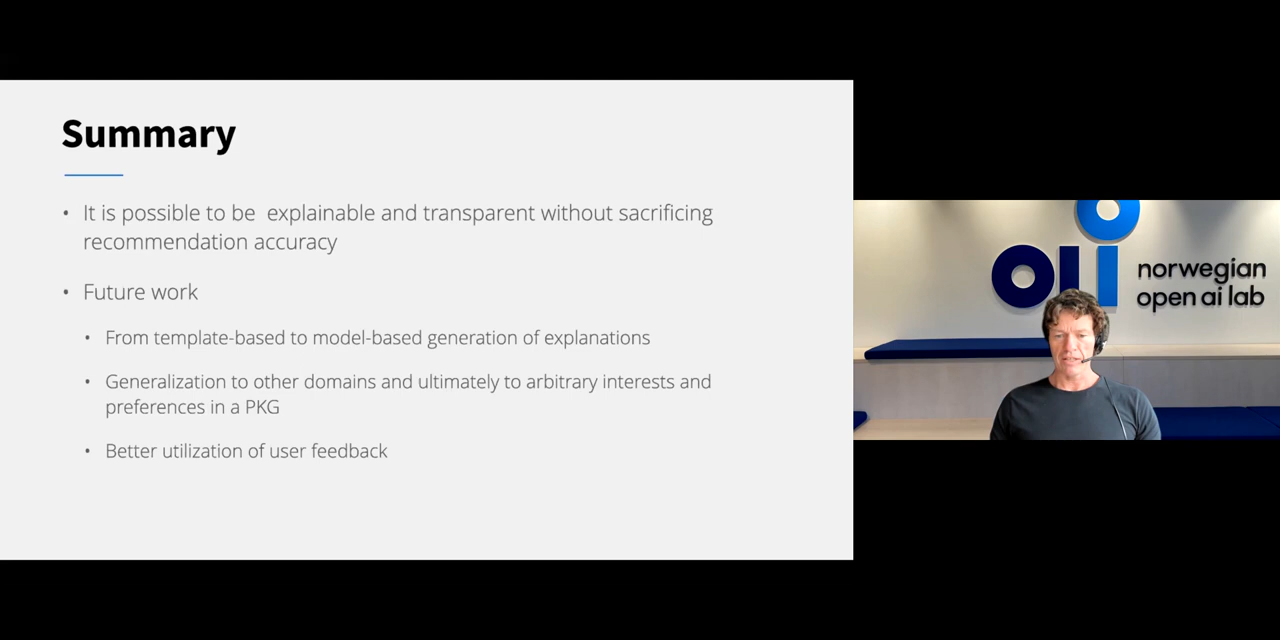 Summary
• It is possible to be  explainable and transparent without sacrificing
recommendation accuracy
• Future work
• From template-based to model-based generation of explanations
• Generalization to other domains and ultimately to arbitrary interests and
preferences in a PKG
• Better utilization of user feedback
oli
norwegian
open ai lab